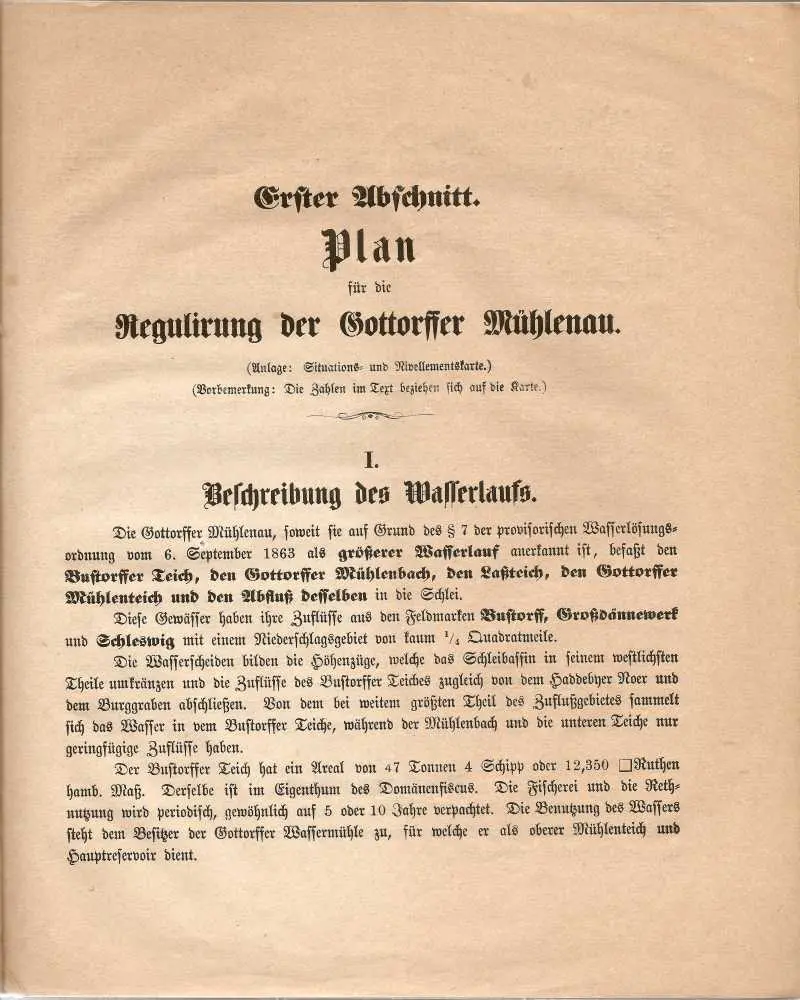 Erster Abschnitt.
Plan
für die
Regulirung der Gottorffer Mühlenau.
(Anlage: Situations- und Nivellementskarte.)
(Vorbemerkung: Die Zahlen im Text beziehen sich auf die Karte.)
I.
Beschreibung des Wasserlaufs.
Die Gottorffer Mühlenau, soweit sie auf Grund des § 7 der provisorischen Wasserlösungs-
ordnung vom 6. September 1863 als größerer Wasserlauf anerkannt ist, befaßt den
Bustorffer Teich, den Gottorffer Mühlenbach, den Laßteich, den Gottorffer
Mühlenteich und den Abfluß desselben in die Schlei.
Diese Gewässer haben ihre Zuflüsse aus den Feldmarken Bustorff, Großdännewerk
und Schleswig mit einem Niederschlagsgebiet von kaum 1/4 Quadratmeile.
Die Wasserscheiden bilden die Höhenzüge, welche das Schleibassin in seinem westlichsten
Theile umkränzen und die Zuflüsse des Bustorffer Teiches zugleich von dem Haddebyer Noer und
dem Burggraben abschließen. Von dem bei weitem größten Theil des Zuflußgebietes sammelt
sich das Wasser in vem Bustorffer Teiche, während der Mühlenbach und die unteren Teiche nur
geringfügige Zuflüsse haben.
Der Bustorffer Teich hat ein Areal von 47 Tonnen 4 Schipp oder 12,350 □Ruthen
hamb. Maß. Derselbe ist im Eigenthum des Domänenfiscus. Die Fischerei und die Reth-
nutzung wird periodisch, gewöhnlich auf 5 oder 10 Jahre verpachtet. Die Benutzung des Wassers
steht dem Besitzer der Gottorffer Wassermühle zu, für welche er als oberer Mühlenteich und
Hauptreservoir dient.